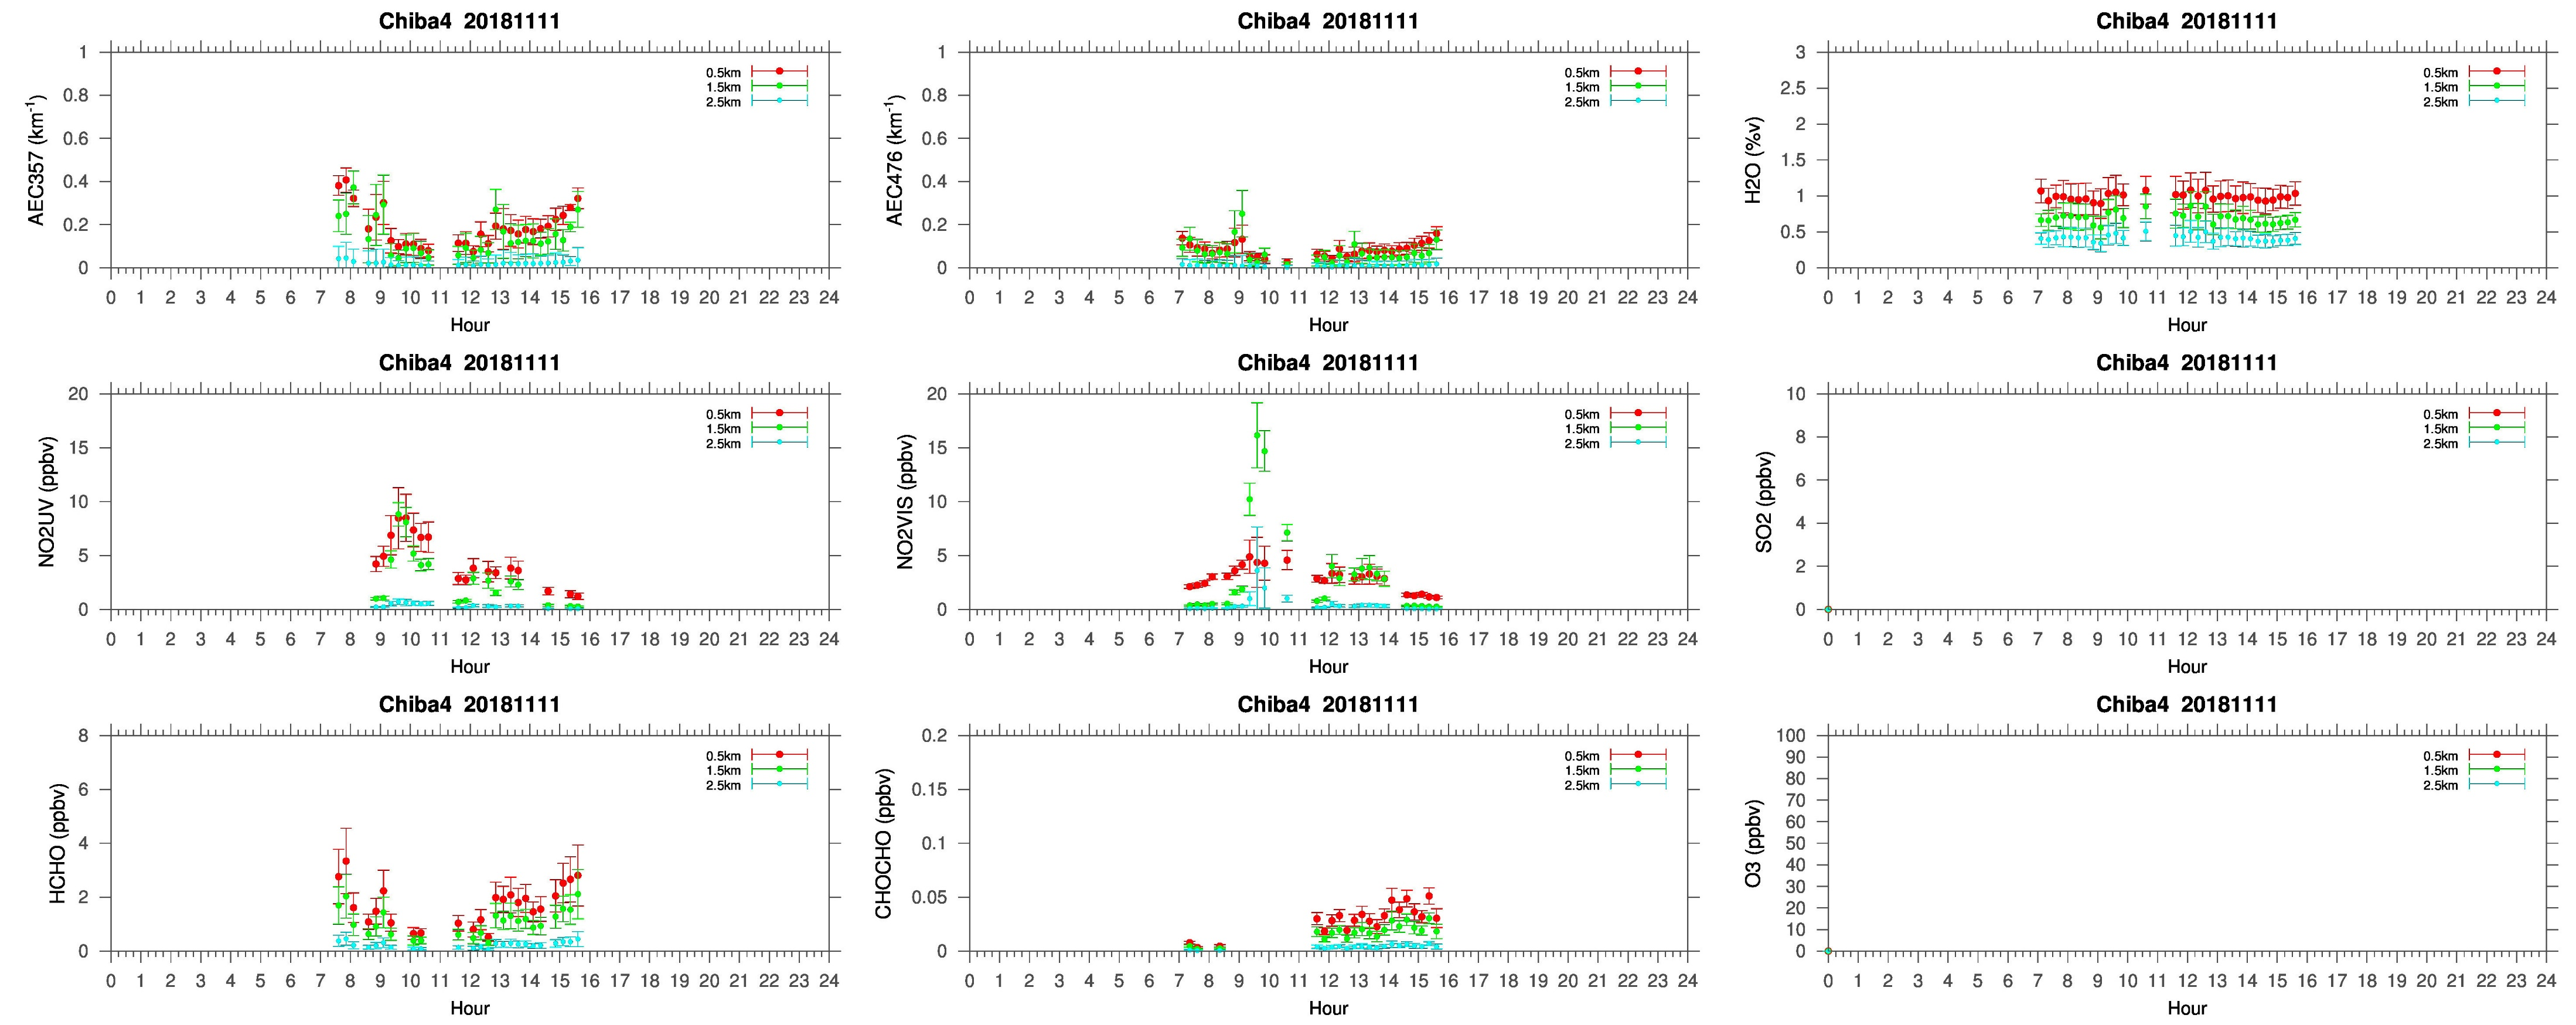 Chiba4 20181111
AEC357 (km-1)
1
0.8
0.6
0.4
0.2
0
0.5km
1.5km
2.5km
0 1 2 3 4 5 6 7 8 9 10 11 12 13 14 15 16 17 18 19 20 21 22 23 24
Hour
Chiba4 20181111
AEC476 (km-1)
1
0.8
0.6
0.4
0.2
0
0.5km
1.5km
2.5km
0 1 2 3 4 5 6 7 8 9 10 11 12 13 14 15 16 17 18 19 20 21 22 23 24
Hour
Chiba4 20181111
H2O (%v)
3
2.5
2
1.5
1
0.5
0
0.5km
1.5km
2.5km
0 1 2 3 4 5 6 7 8 9 10 11 12 13 14 15 16 17 18 19 20 21 22 23 24
Hour
Chiba4 20181111
NO2UV (ppbv)
20
15
10
5
0
0.5km
1.5km
2.5km
0 1 2 3 4 5 6 7 8 9 10 11 12 13 14 15 16 17 18 19 20 21 22 23 24
Hour
Chiba4 20181111
NO2VIS (ppbv)
20
15
10
5
0
0.5km
1.5km
2.5km
0 1 2 3 4 5 6 7 8 9 10 11 12 13 14 15 16 17 18 19 20 21 22 23 24
Hour
Chiba4 20181111
SO2 (ppbv)
10
8
6
4
2
0
0.5km
1.5km
2.5km
0 1 2 3 4 5 6 7 8 9 10 11 12 13 14 15 16 17 18 19 20 21 22 23 24
Hour
Chiba4 20181111
HCHO (ppbv)
8
6
4
2
0
0.5km
1.5km
2.5km
0 1 2 3 4 5 6 7 8 9 10 11 12 13 14 15 16 17 18 19 20 21 22 23 24
Hour
Chiba4 20181111
CHOCHO (ppbv)
0.2
0.15
0.1
0.05
0
0.5km
1.5km
2.5km
0 1 2 3 4 5 6 7 8 9 10 11 12 13 14 15 16 17 18 19 20 21 22 23 24
Hour
Chiba4 20181111
O3 (ppbv)
100
90
80
70
60
50
40
30
20
10
0
0.5km
1.5km
2.5km
0 1 2 3 4 5 6 7 8 9 10 11 12 13 14 15 16 17 18 19 20 21 22 23 24
Hour